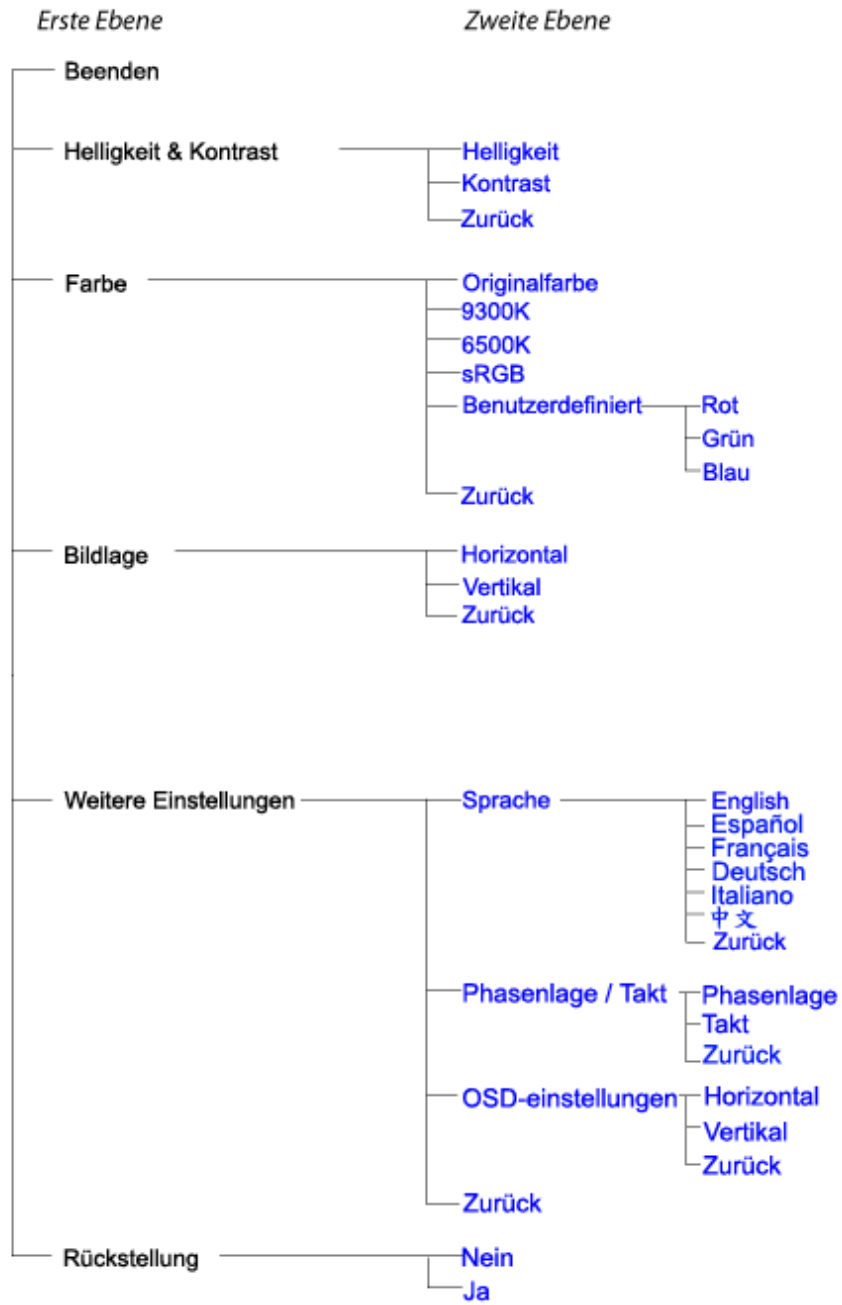 Erste Ebene Zweite Ebene
Beenden
Helligkeit & Kontrast Helligkeit
Kontrast
Zurück
Farbe Originalfarbe
9300K
6500K
sRGB
Benutzerdefiniert Rot
Grün
Blau
Zurück
Bildlage Horizontal
Vertikal
Zurück
Weitere Einstellungen Sprache English
Español
Français
Deutsch
Italiano
中文
Zurück
Phasenlage / Takt Phasenlage
Takt
Zurück
OSD-einstellungen Horizontal
Vertikal
Zurück
Zurück
Rückstellung Nein
Ja